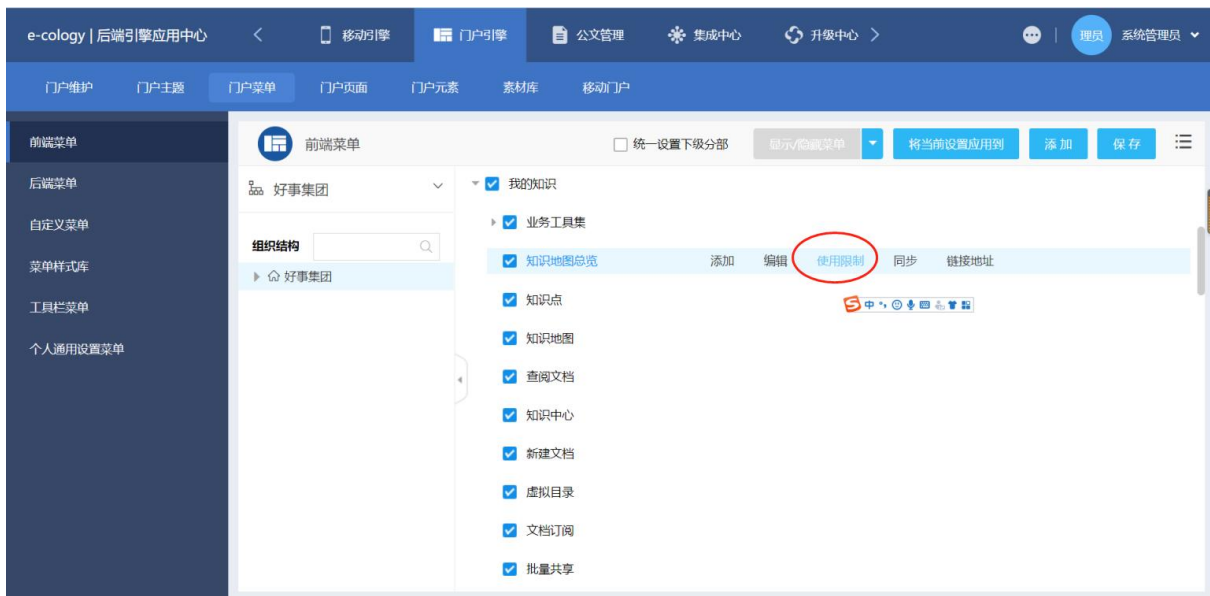 e-cology | 后端引擎应用中心 移动引擎 门户引擎 公文管理 集成中心 升级中心 理员 系统管理员
门户维护 门户主题 门户菜单 门户页面 门户元素 素材库 移动门户
前端菜单
后端菜单
自定义菜单
菜单样式库
工具栏菜单
个人通用设置菜单
前端菜单 统一设置下级分部 显示/隐藏菜单 将当前设置应用到 添加 保存
好事集团
组织结构
好事集团
我的知识
业务工具集
知识地图总览 添加 编辑 使用限制 同步 链接地址
知识点
中
知识地图
查阅文档
知识中心
新建文档
虚拟目录
文档订阅
批量共享